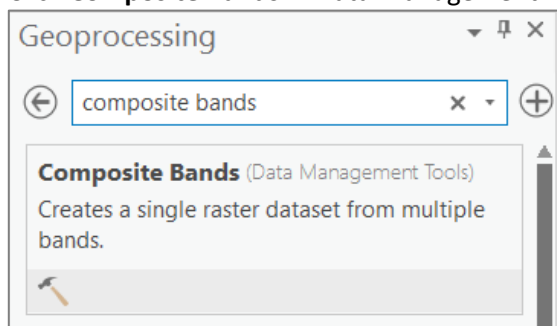 Geoprocessing
composite bands
Composite Bands (Data Management Tools)
Creates a single raster dataset from multiple
bands.